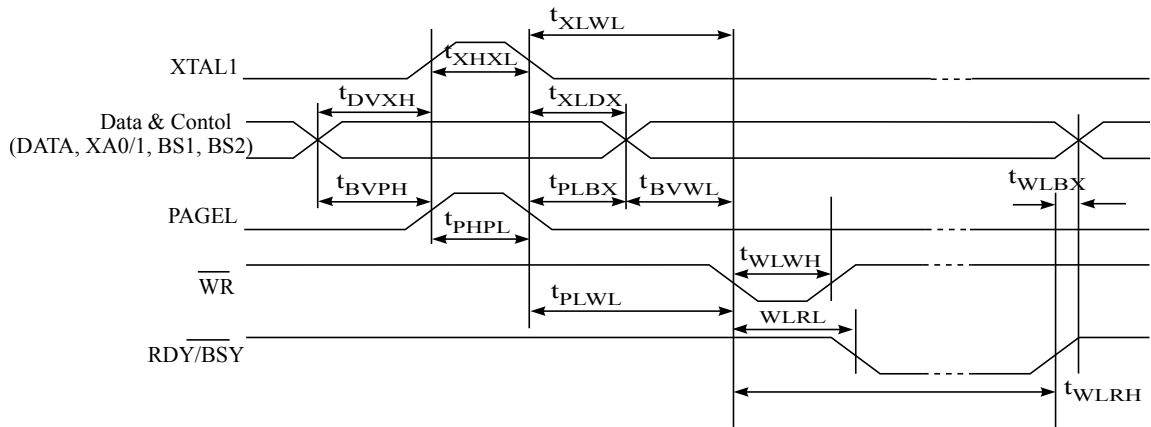 tXLWL
XTAL1
tXHXL
tDVXH
tXLDX
Data & Contol
(DATA, XA0/1, BS1, BS2)
tBVPH
tPLBX
tBVWL
tWLBX
PAGEL
tPHPL
tWLWH
WR
tPLWL
WLRL
RDY/BSY
tWLRH